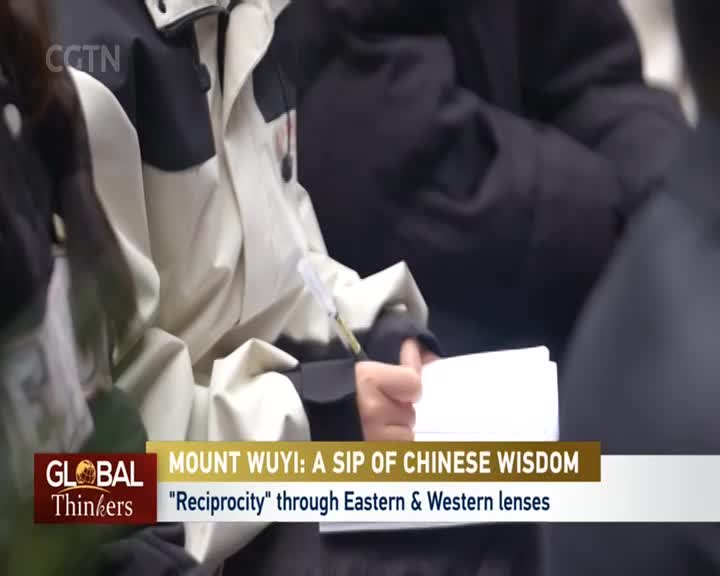 CGTN
GLOBAL
Thinkers
MOUNT WUYI: A SIP OF CHINESE WISDOM
"Reciprocity" through Eastern & Western lenses